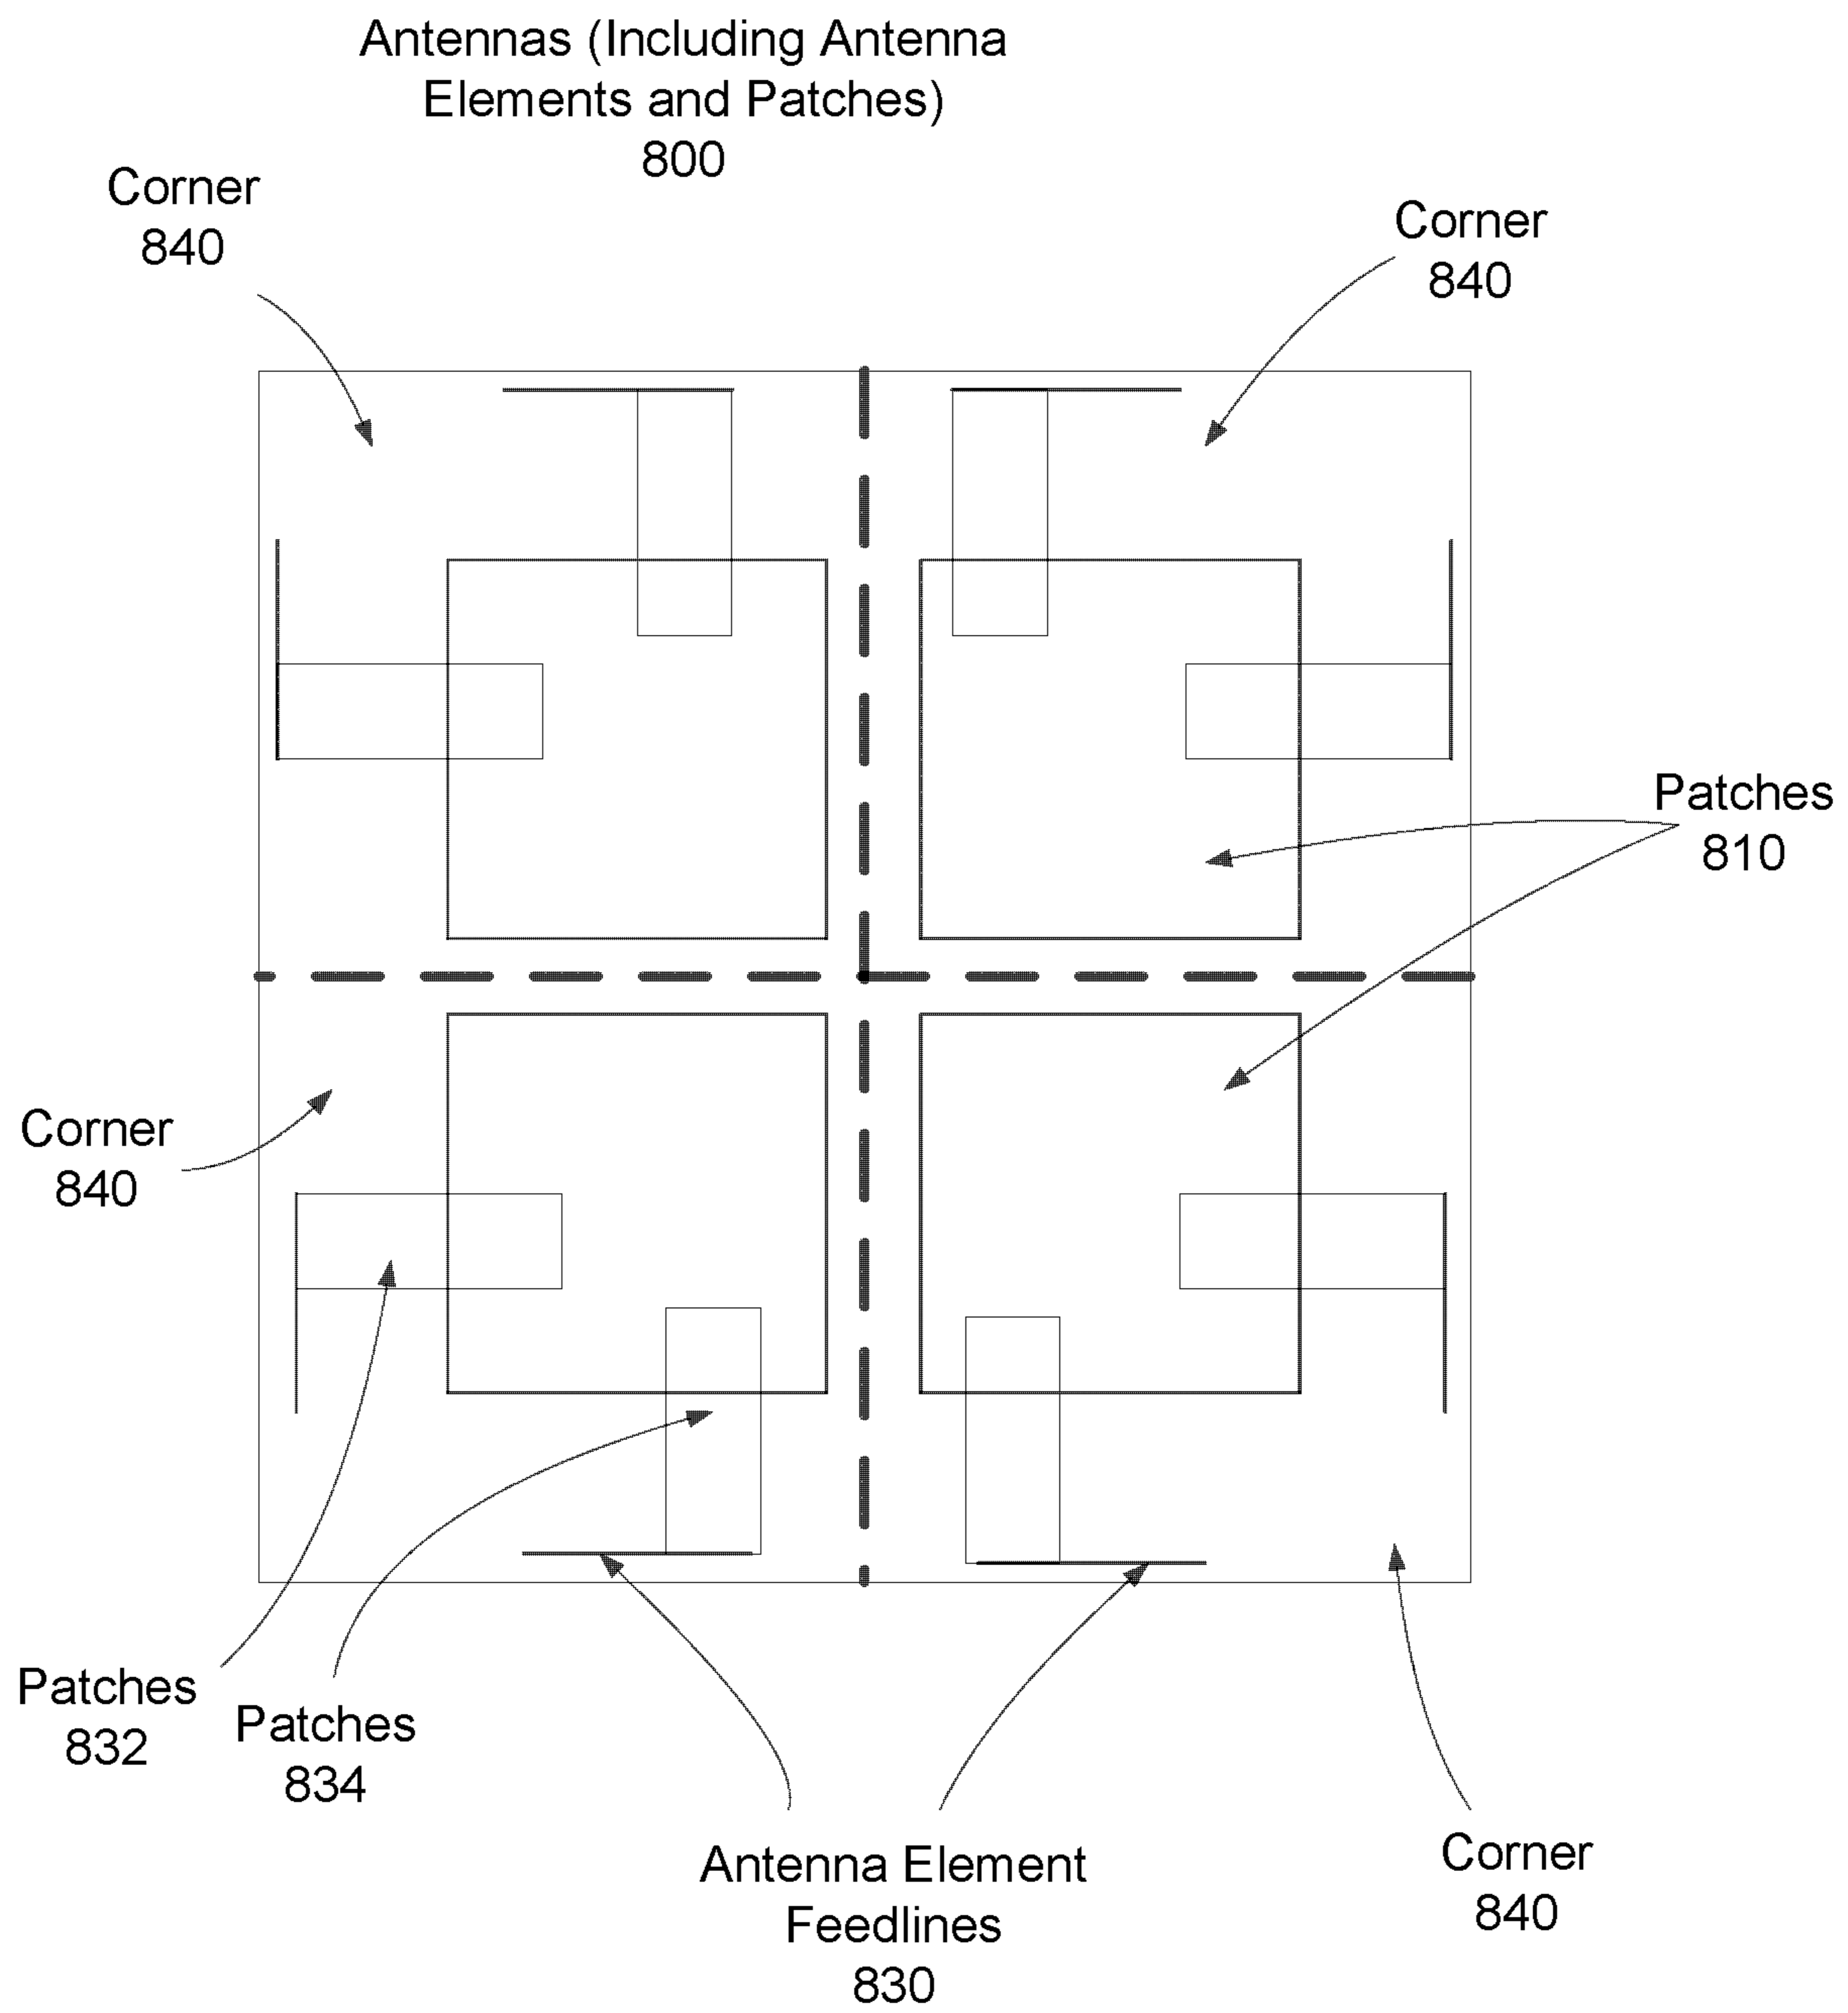 Antennas (Including Antenna
Elements and Patches)
800
Corner
840
Corner
840
Patches
810
Corner
840
Patches
832
Patches
834
Antenna Element
Feedlines
830
Corner
840